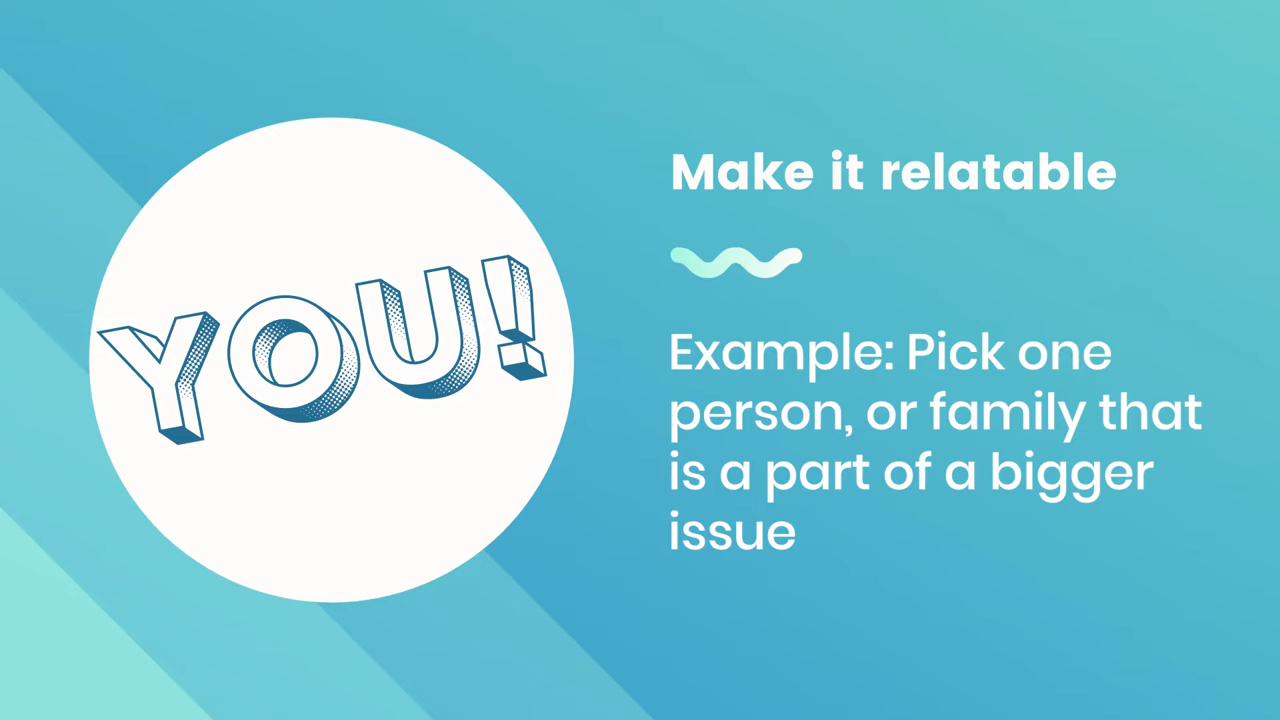 YOU!
Make it relatable
Example: Pick one
person, or family that
is a part of a bigger
issue